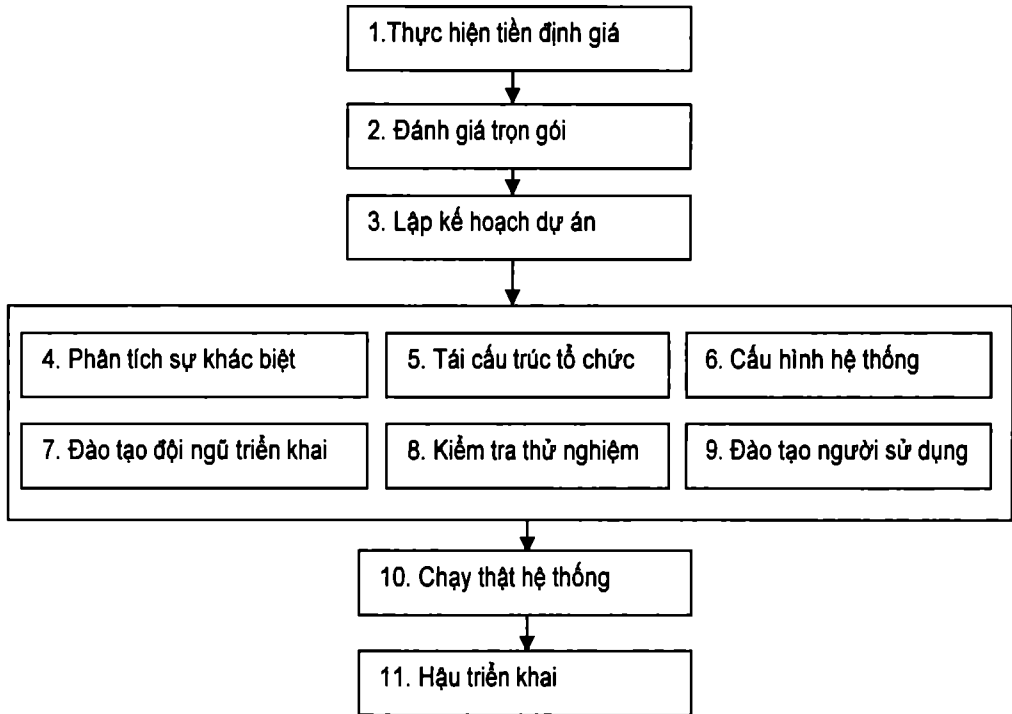 1.Thực hiện tiền định giá
2. Đánh giá trọn gói
3. Lập kế hoạch dự án
4. Phân tích sự khác biệt
5. Tái cấu trúc tổ chức
6. Cấu hình hệ thống
7. Đào tạo đội ngũ triển khai
8. Kiểm tra thử nghiệm
9. Đào tạo người sử dụng
10. Chạy thật hệ thống
11. Hậu triển khai